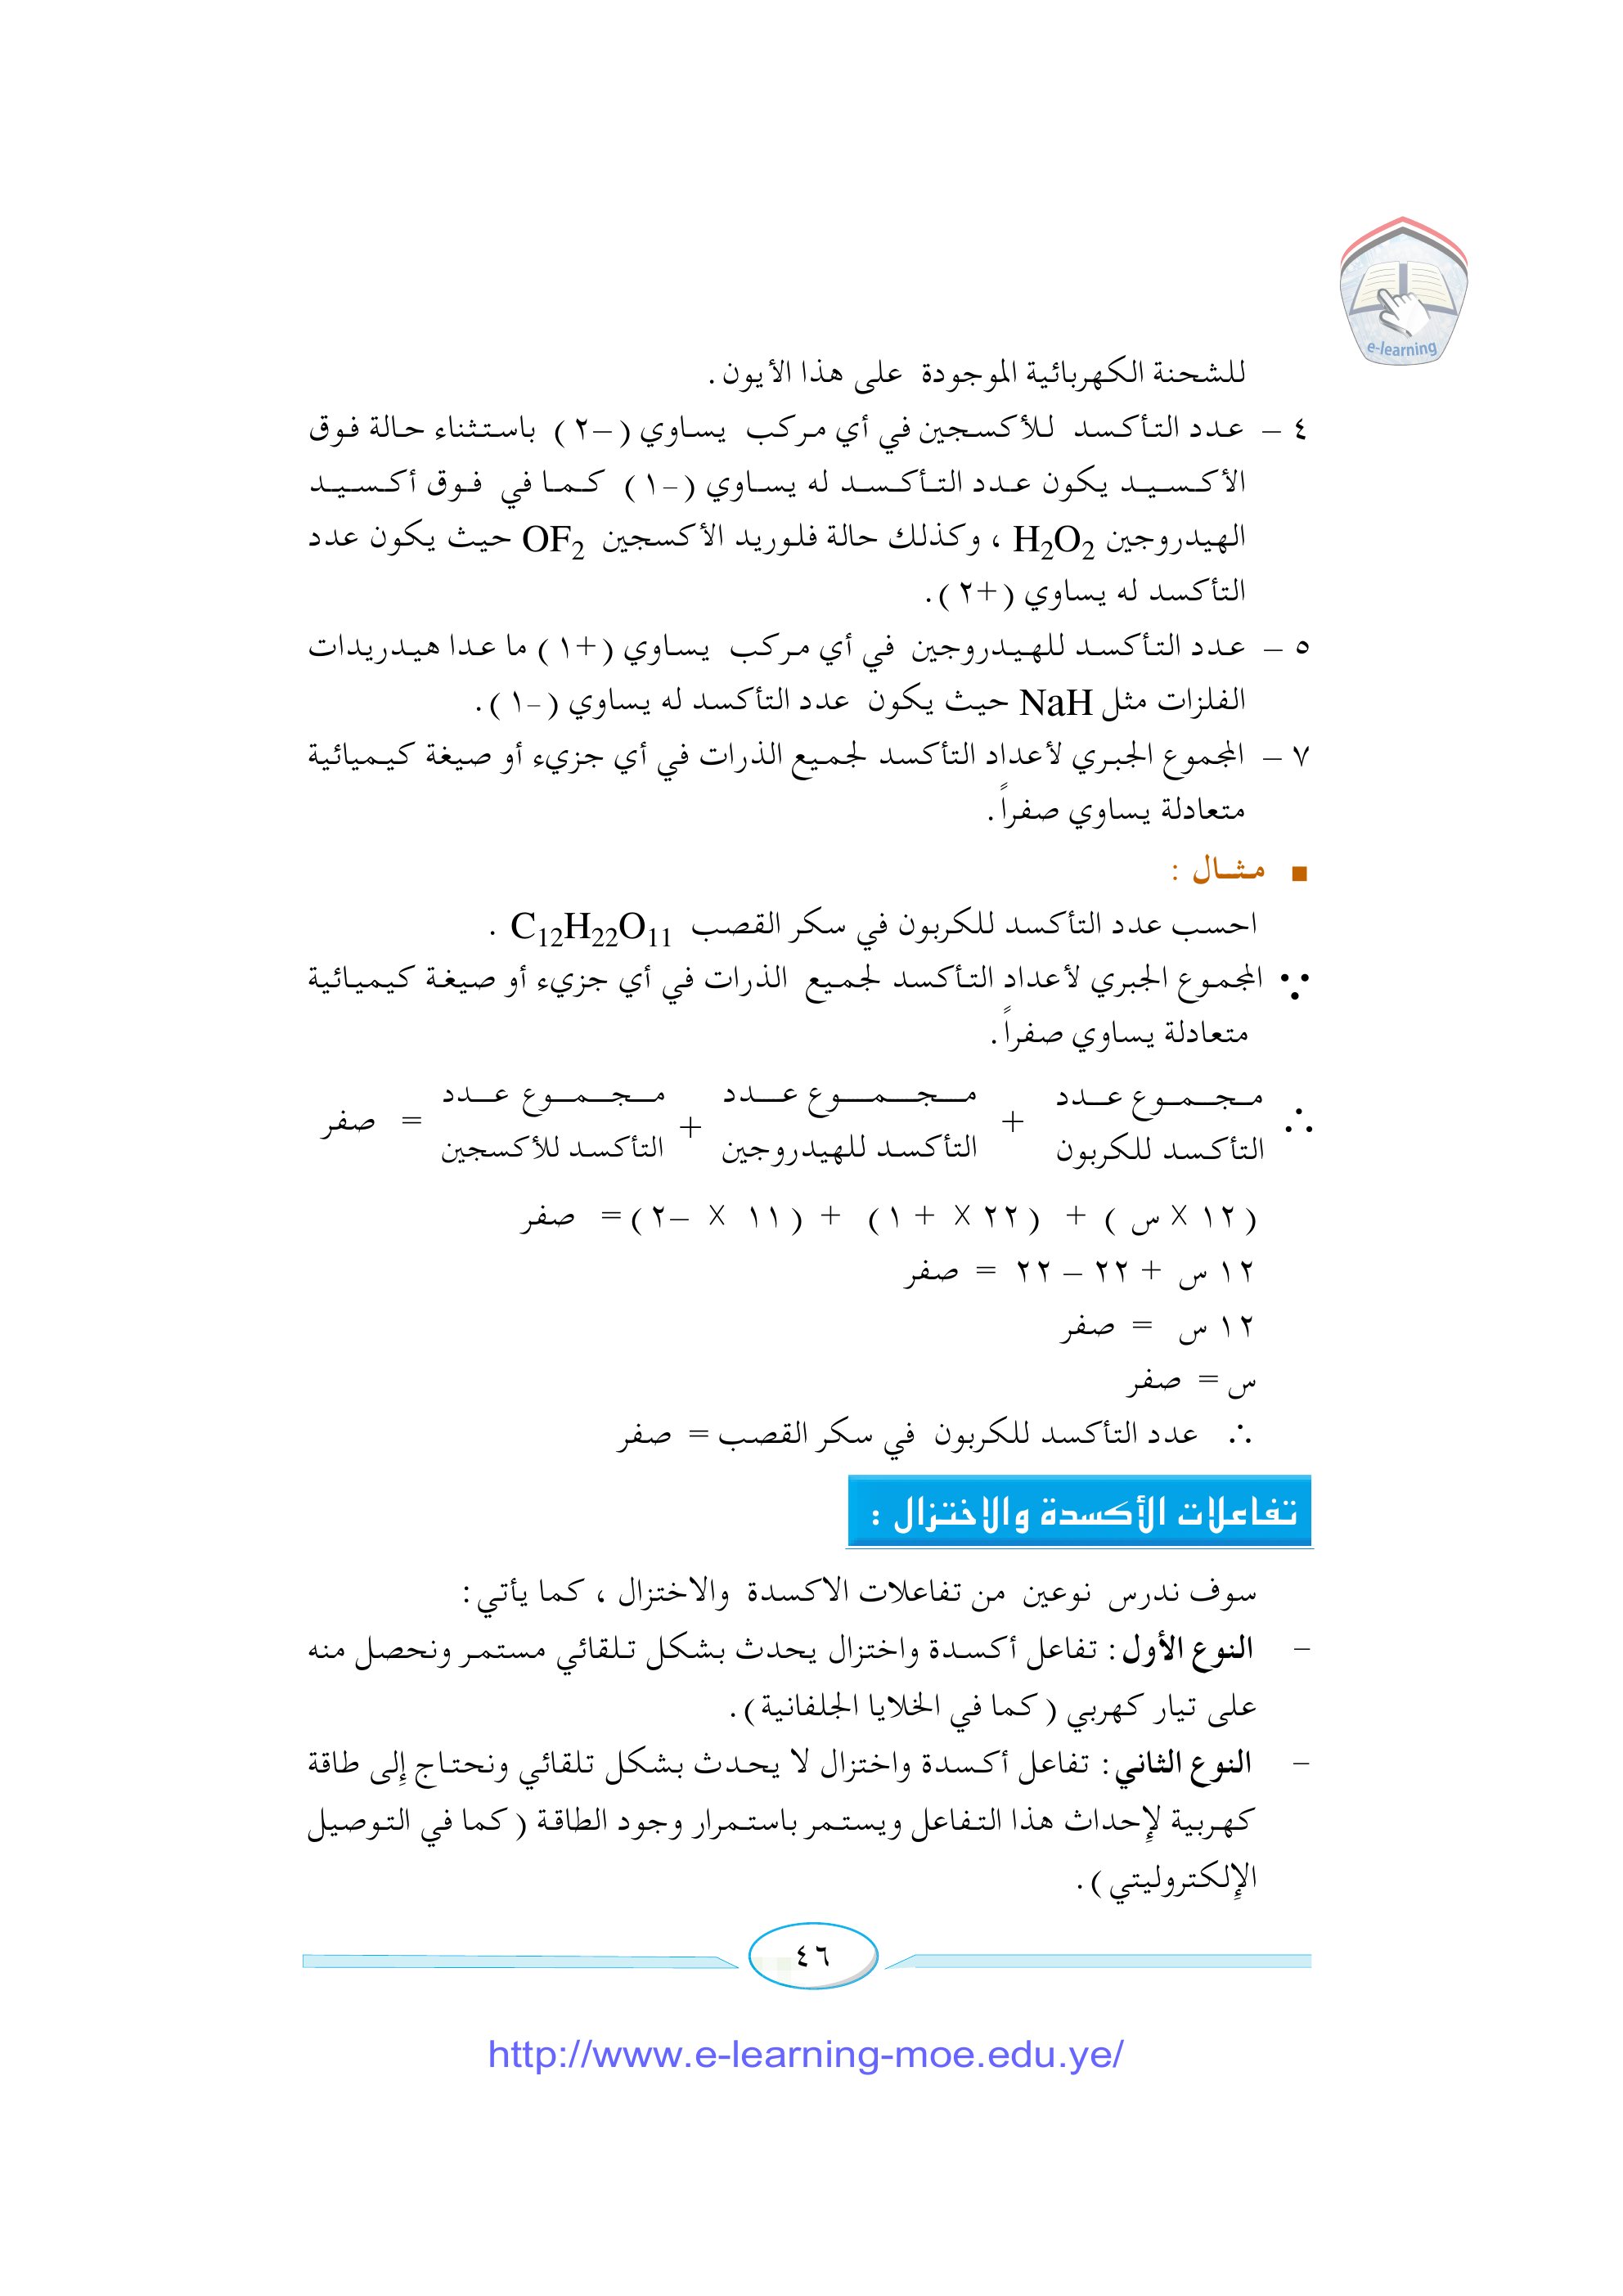 e-learning
للشحنة الكهربائية الموجودة على هذا الأيون .
٤ – عدد التأكسد للأكسجين في أي مركب يساوي ( –٢ ) باستثناء حالة فوق
الأكسيد يكون عدد التأكسد له يساوي ( –١ ) كما في فوق أكسيد
الهيدروجين H₂O₂ ، وكذلك حالة فلوريد الأكسجين OF₂ حيث يكون عدد
التأكسد له يساوي ( +٢ ) .
٥ – عدد التأكسد للهيدروجين في أي مركب يساوي ( +١ ) ما عدا هيدريدات
الفلزات مثل NaH حيث يكون عدد التأكسد له يساوي ( –١ ) .
٧ – المجموع الجبري لأعداد التأكسد لجميع الذرات في أي جزيء أو صيغة كيميائية
متعادلة يساوي صفراً .
■ مثال :
احسب عدد التأكسد للكربون في سكر القصب C₁₂H₂₂O₁₁ .
∵ المجموع الجبري لأعداد التأكسد لجميع الذرات في أي جزيء أو صيغة كيميائية
متعادلة يساوي صفراً .
∴ مجموع عدد التأكسد للكربون + مجموع عدد التأكسد للهيدروجين + مجموع عدد التأكسد للأكسجين = صفر
( ١٢ × س ) + ( ٢٢ × + ١ ) + ( ١١ × –٢ ) = صفر
١٢ س + ٢٢ – ٢٢ = صفر
١٢ س = صفر
س = صفر
∴ عدد التأكسد للكربون في سكر القصب = صفر
تفاعلات الأكسدة والاختزال :
سوف ندرس نوعين من تفاعلات الاكسدة والاختزال ، كما يأتي :
– النوع الأول : تفاعل أكسدة واختزال يحدث بشكل تلقائي مستمر ونحصل منه
على تيار كهربي ( كما في الخلايا الجلفانية ) .
– النوع الثاني : تفاعل أكسدة واختزال لا يحدث بشكل تلقائي ونحتاج إلى طاقة
كهربية لإحداث هذا التفاعل ويستمر باستمرار وجود الطاقة ( كما في التوصيل
الإلكتروليتي ) .
٤٦
http://www.e-learning-moe.edu.ye/